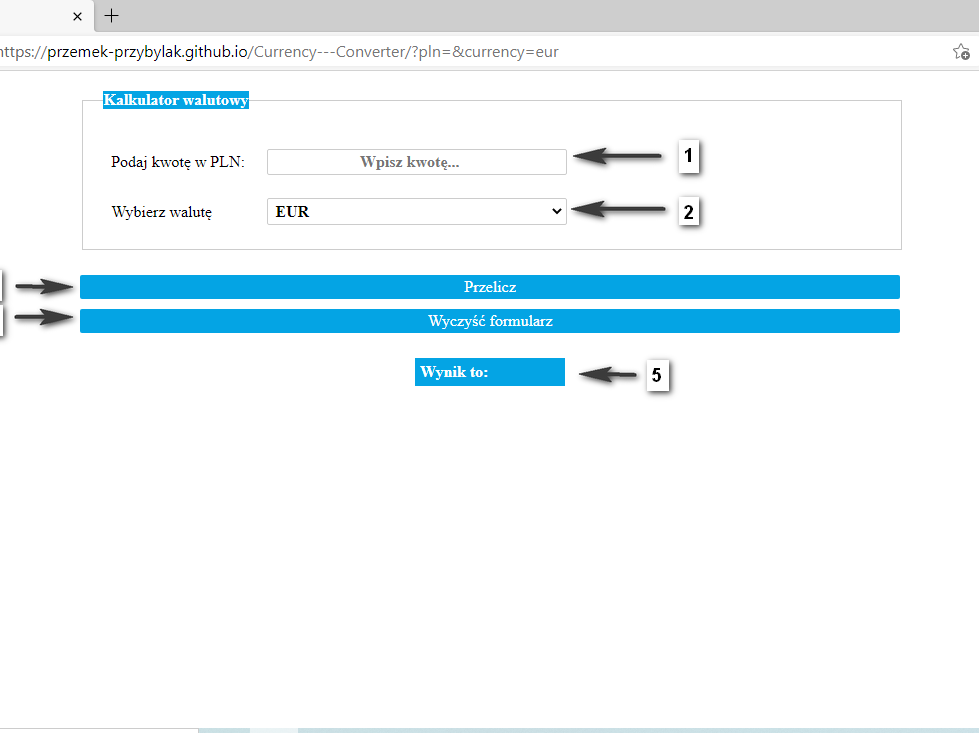 https://przemek-przybylak.github.io/Currency---Converter/?pln=&currency=eur
Kalkulator walutowy
Podaj kwotę w PLN: Wpisz kwotę... 1
Wybierz walutę EUR 2
Przelicz
Wyczyść formularz
Wynik to: 5